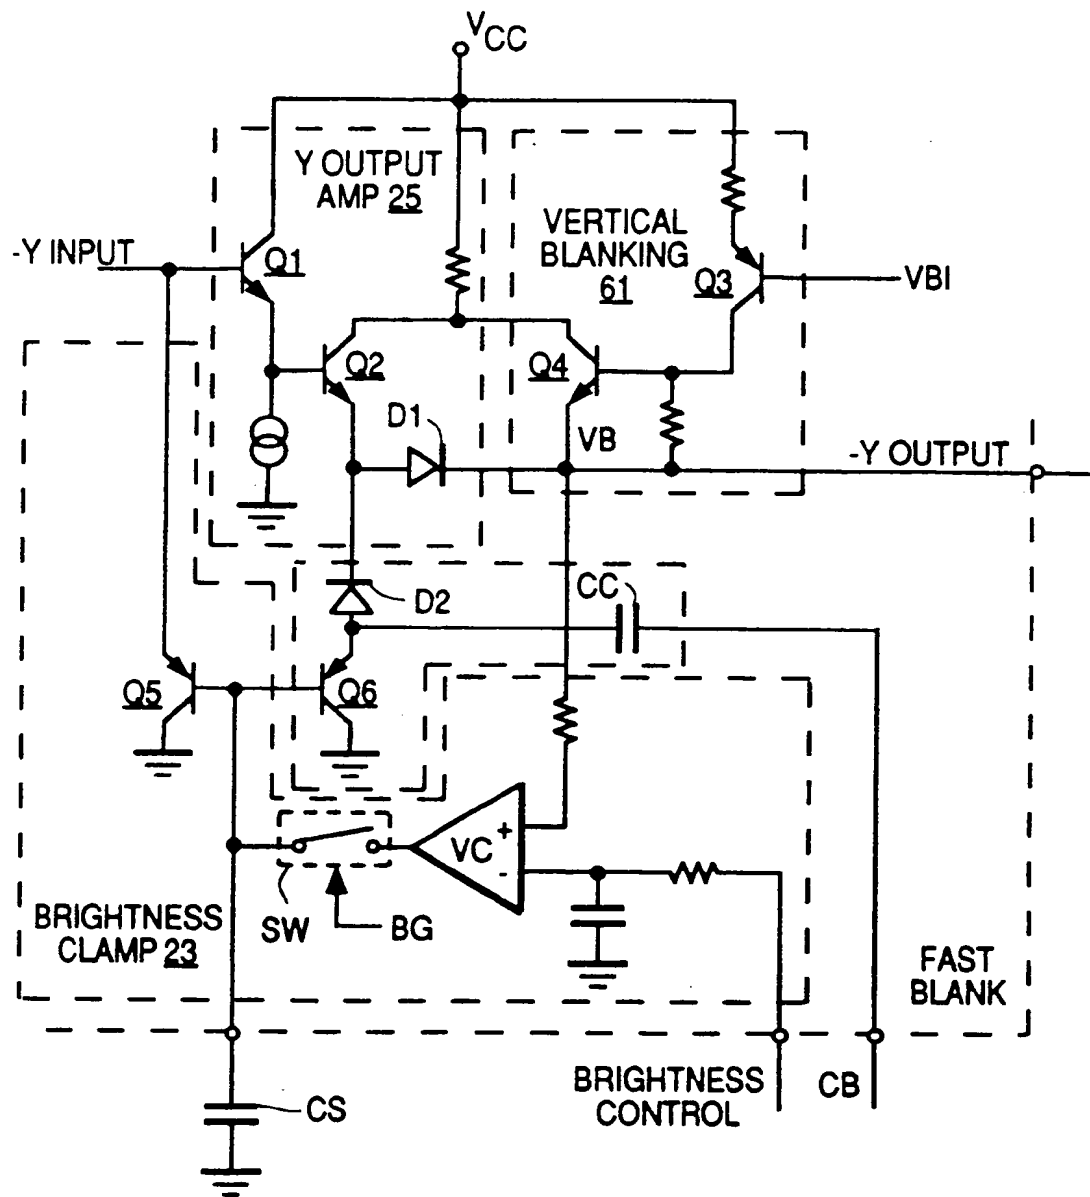 VCC
Y OUTPUT
AMP 25
VERTICAL
BLANKING
61
-Y INPUT
Q1
Q3
VBI
Q2
Q4
D1
VB
-Y OUTPUT
D2
CC
Q5
Q6
VC
+
-
SW
BG
BRIGHTNESS
CLAMP 23
FAST
BLANK
BRIGHTNESS
CONTROL
CB
CS